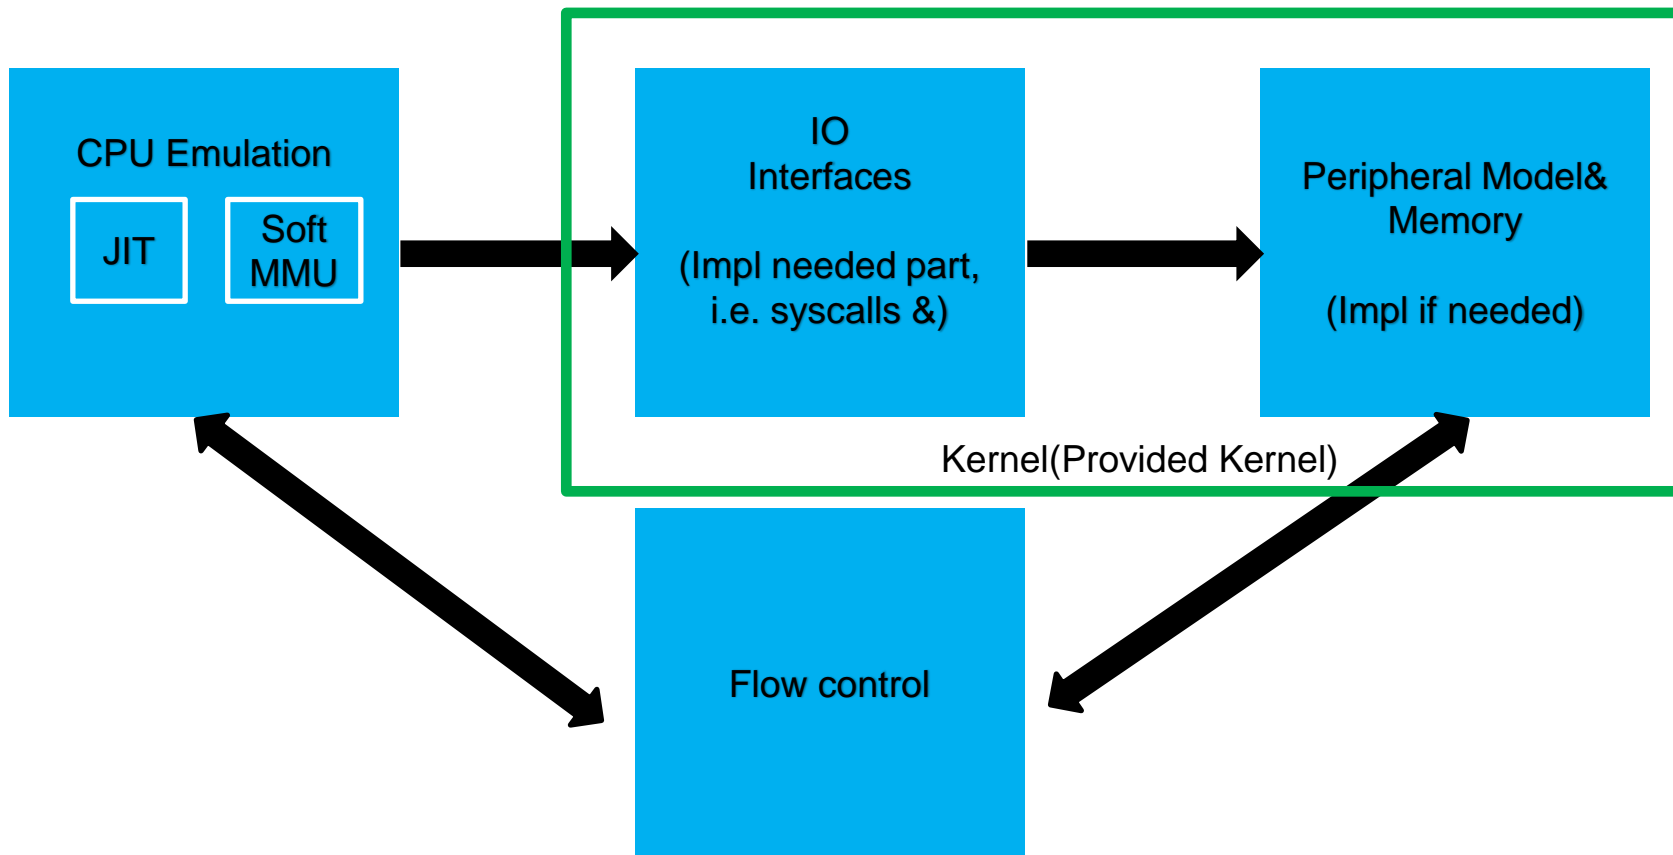 CPU Emulation
JIT
Soft
MMU
IO
Interfaces
(Impl needed part,
i.e. syscalls &)
Peripheral Model&
Memory
(Impl if needed)
Kernel(Provided Kernel)
Flow control